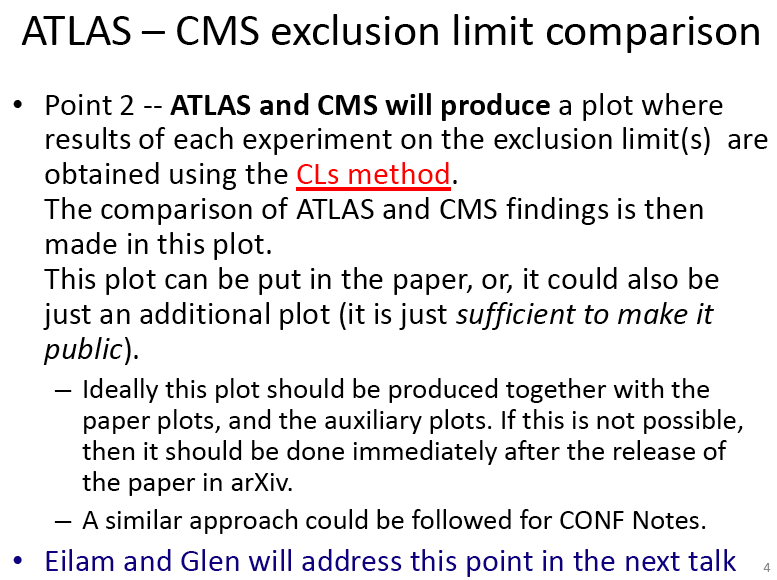 ATLAS – CMS exclusion limit comparison
• Point 2 -- ATLAS and CMS will produce a plot where
results of each experiment on the exclusion limit(s) are
obtained using the CLs method.
The comparison of ATLAS and CMS findings is then
made in this plot.
This plot can be put in the paper, or, it could also be
just an additional plot (it is just sufficient to make it
public).
– Ideally this plot should be produced together with the
paper plots, and the auxiliary plots. If this is not possible,
then it should be done immediately after the release of
the paper in arXiv.
– A similar approach could be followed for CONF Notes.
• Eilam and Glen will address this point in the next talk
4